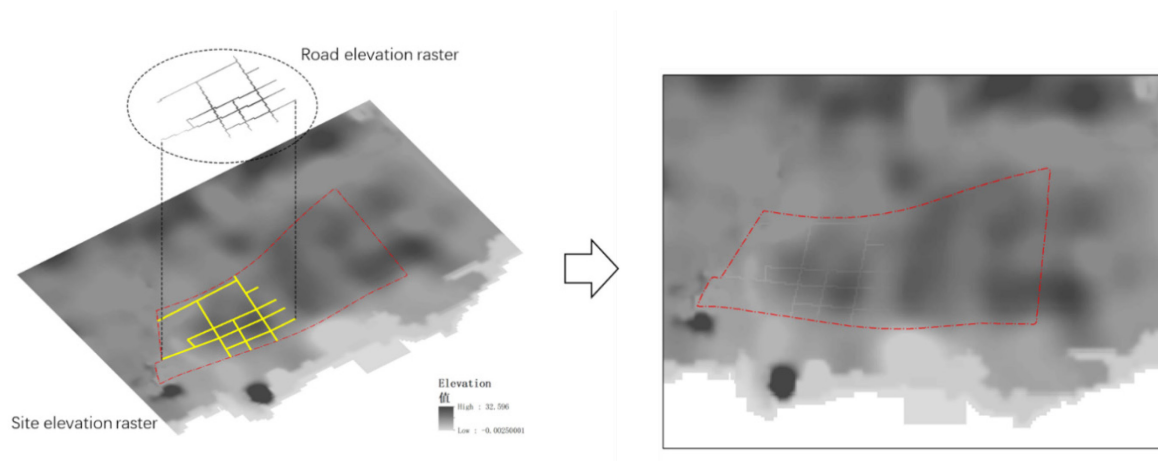 Road elevation raster
Site elevation raster
Elevation
值
High : 32.596
Low : -0.00250001